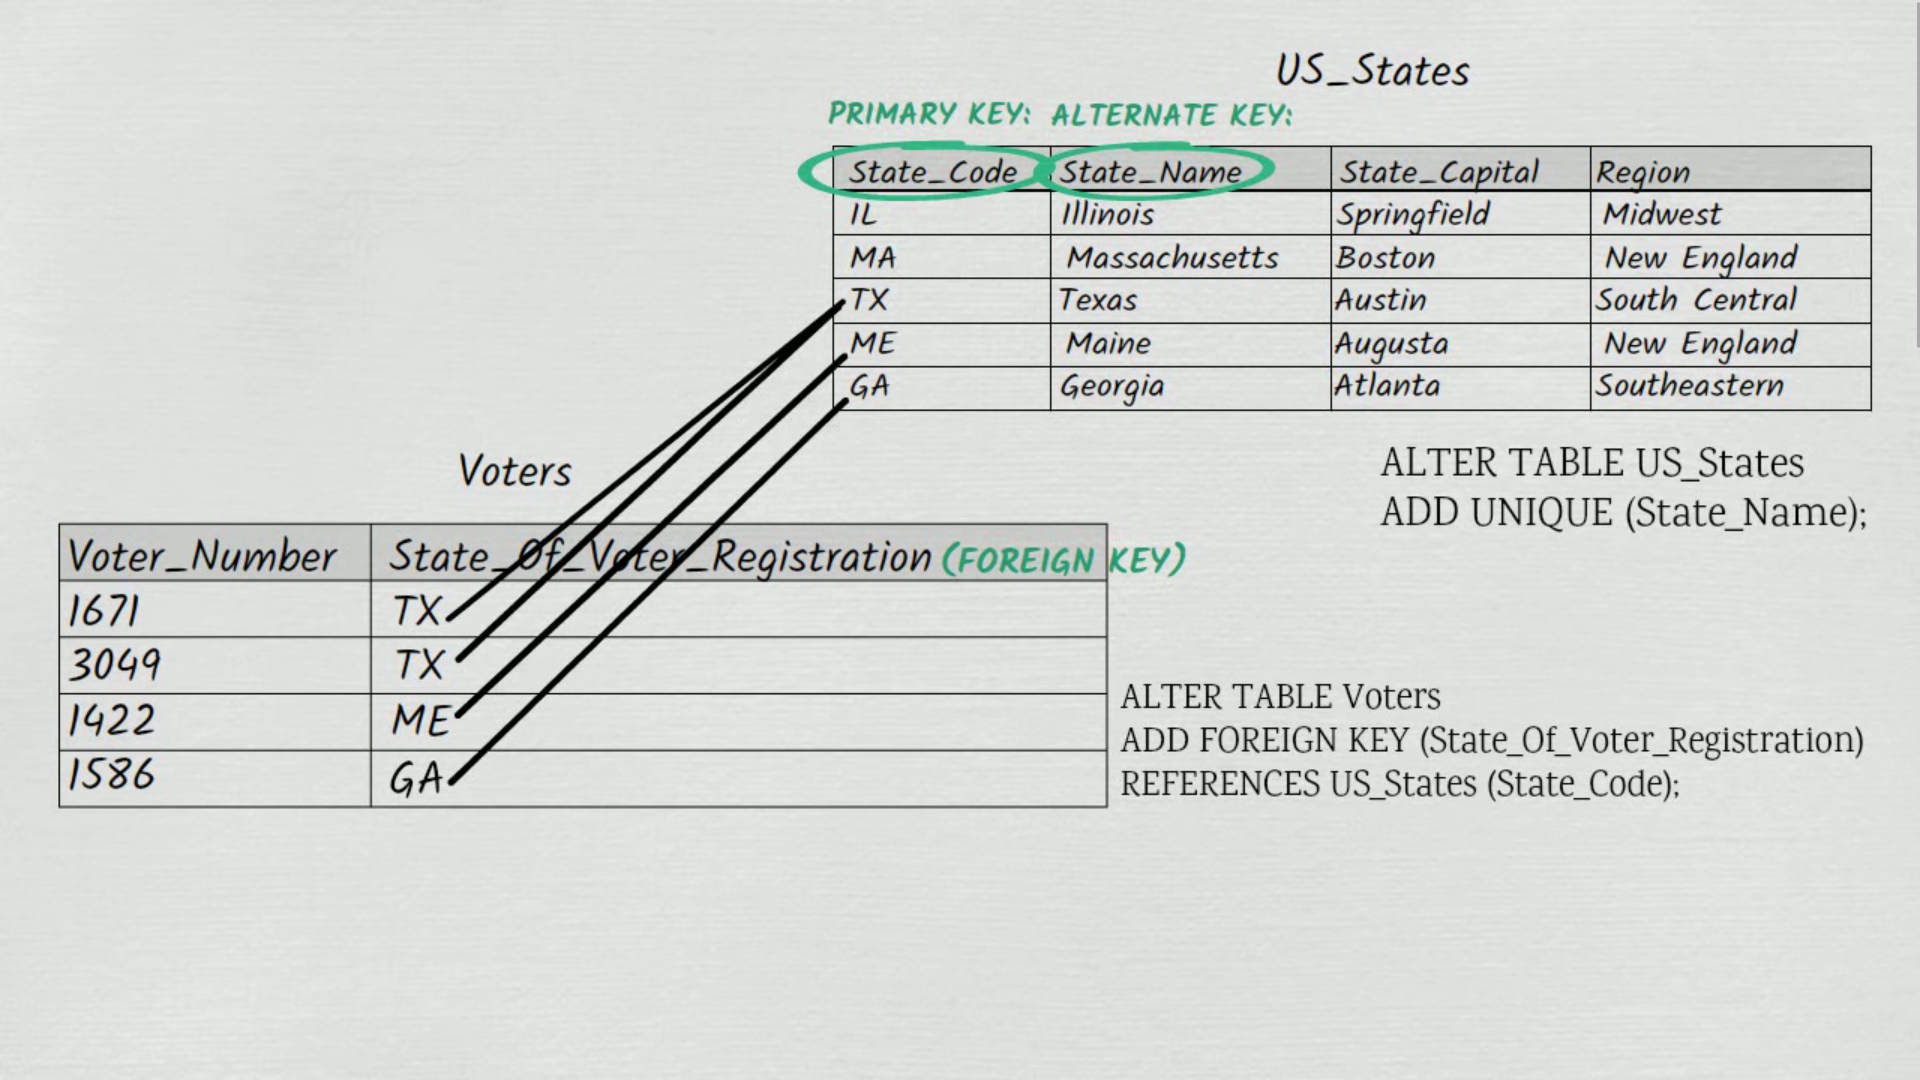 US_States
PRIMARY KEY: ALTERNATE KEY:
State_Code State_Name State_Capital Region
IL Illinois Springfield Midwest
MA Massachusetts Boston New England
TX Texas Austin South Central
ME Maine Augusta New England
GA Georgia Atlanta Southeastern
ALTER TABLE US_States
ADD UNIQUE (State_Name);
Voters
Voter_Number State_Of_Voter_Registration (FOREIGN KEY)
1671 TX
3049 TX
1422 ME
1586 GA
ALTER TABLE Voters
ADD FOREIGN KEY (State_Of_Voter_Registration)
REFERENCES US_States (State_Code);